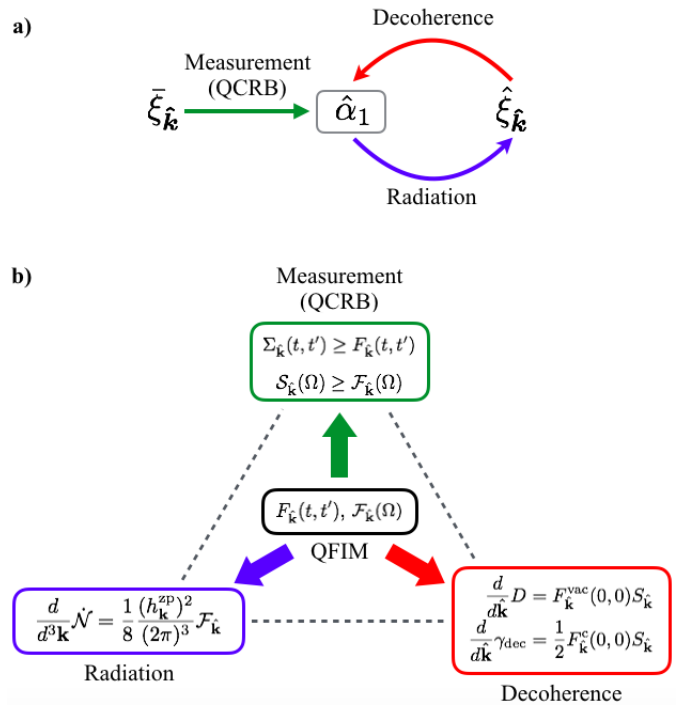 a)
Decoherence
Measurement
(QCRB)
$\bar{\xi}_{\hat{\boldsymbol{k}}}$ $\hat{\alpha}_1$ $\hat{\xi}_{\hat{\boldsymbol{k}}}$
Radiation
b)
Measurement
(QCRB)
$\Sigma_{\hat{\mathbf{k}}}(t,t') \geq F_{\hat{\mathbf{k}}}(t,t')$
$\mathcal{S}_{\hat{\mathbf{k}}}(\Omega) \geq \mathcal{F}_{\hat{\mathbf{k}}}(\Omega)$
$F_{\hat{\mathbf{k}}}(t,t'),\, \mathcal{F}_{\hat{\mathbf{k}}}(\Omega)$
QFIM
$\frac{d}{d^3\mathbf{k}}\dot{\mathcal{N}} = \frac{1}{8}\frac{(h_{\mathbf{k}}^{\mathrm{zp}})^2}{(2\pi)^3}\mathcal{F}_{\hat{\mathbf{k}}}$
Radiation
$\frac{d}{d\hat{\mathbf{k}}}D = F_{\hat{\mathbf{k}}}^{\mathrm{vac}}(0,0)S_{\hat{\mathbf{k}}}$
$\frac{d}{d\hat{\mathbf{k}}}\gamma_{\mathrm{dec}} = \frac{1}{2}F_{\hat{\mathbf{k}}}^{\mathrm{c}}(0,0)S_{\hat{\mathbf{k}}}$
Decoherence